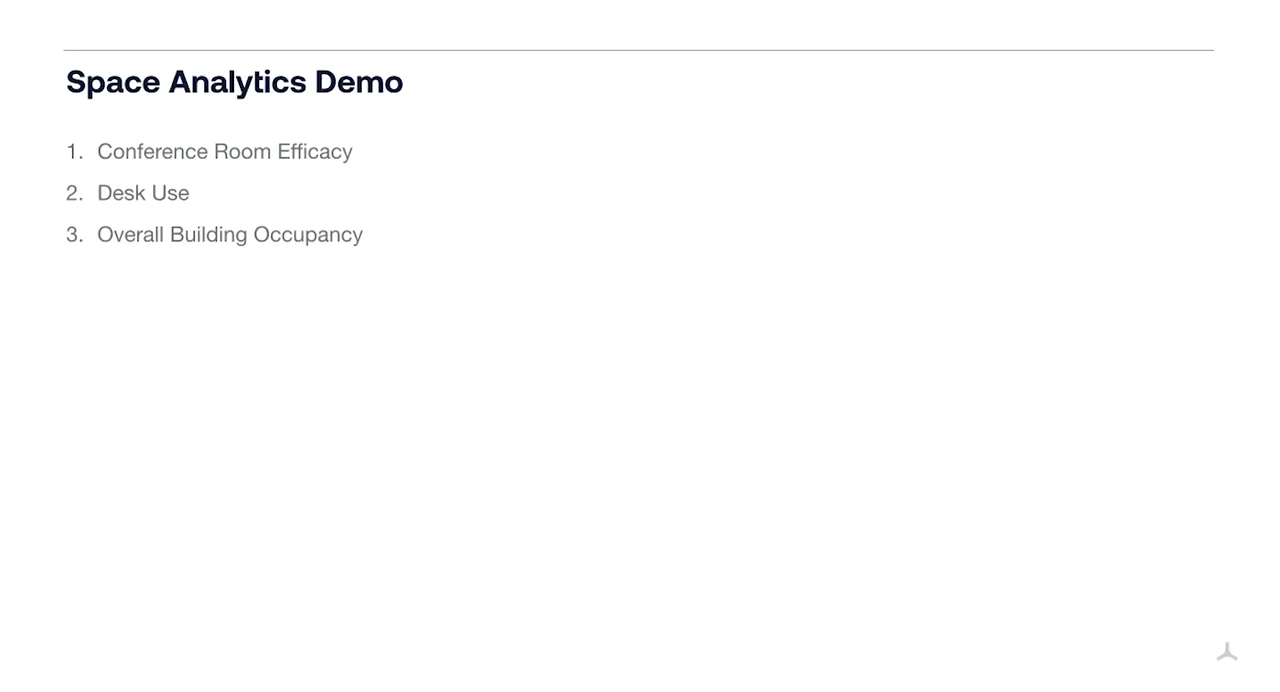 Space Analytics Demo
1. Conference Room Efficacy
2. Desk Use
3. Overall Building Occupancy